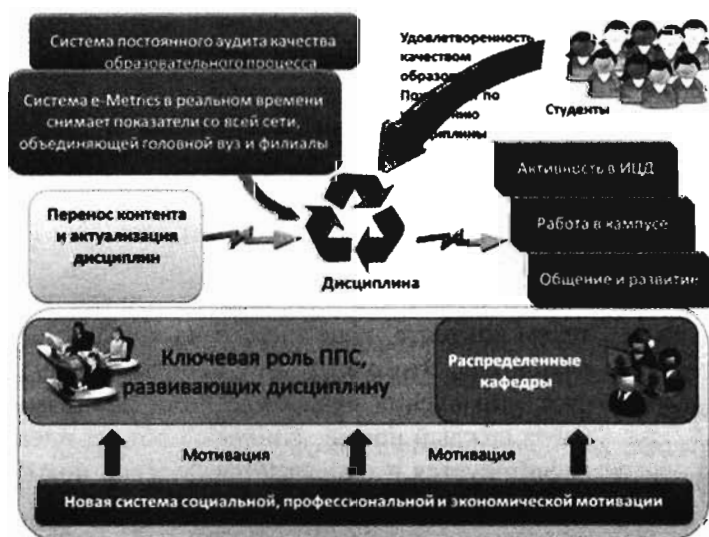 Система постоянного аудита качества
образовательного процесса
Система e-Metrics в реальном времени
снимает показатели со всей сети,
объединяющей головной вуз и филиалы
Удовлетворенность
качеством
Студенты
Перенос контента
и актуализация
дисциплин
Дисциплина
Активность в ИЦД
Работа в кампусе
Общение и развитие
Ключевая роль ППС,
развивающих дисциплину
Распределенные
кафедры
Мотивация
Мотивация
Новая система социальной, профессиональной и экономической мотивации